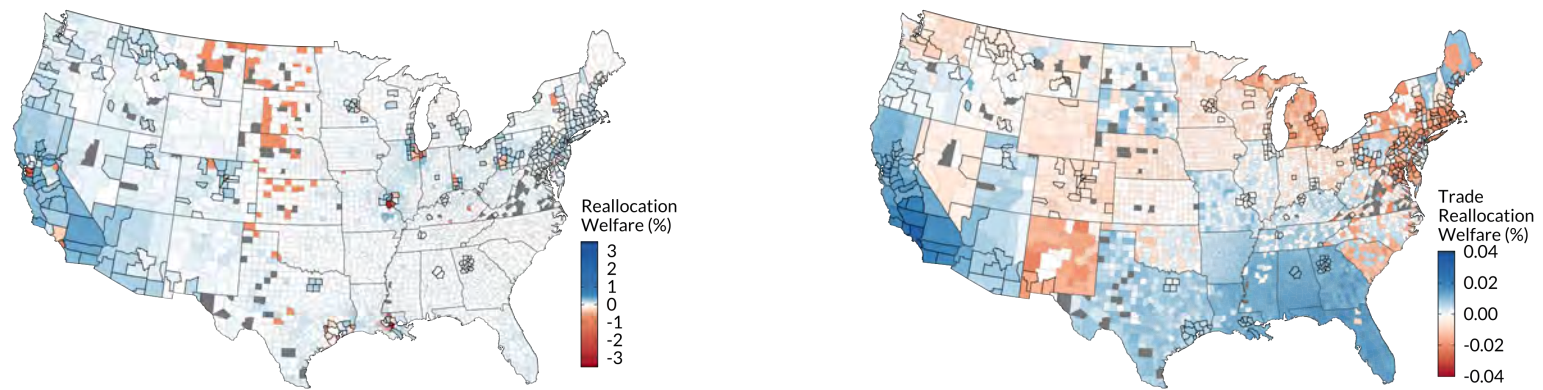 Reallocation
Welfare (%)
3
2
1
0
-1
-2
-3
Trade
Reallocation
Welfare (%)
0.04
0.02
0.00
-0.02
-0.04